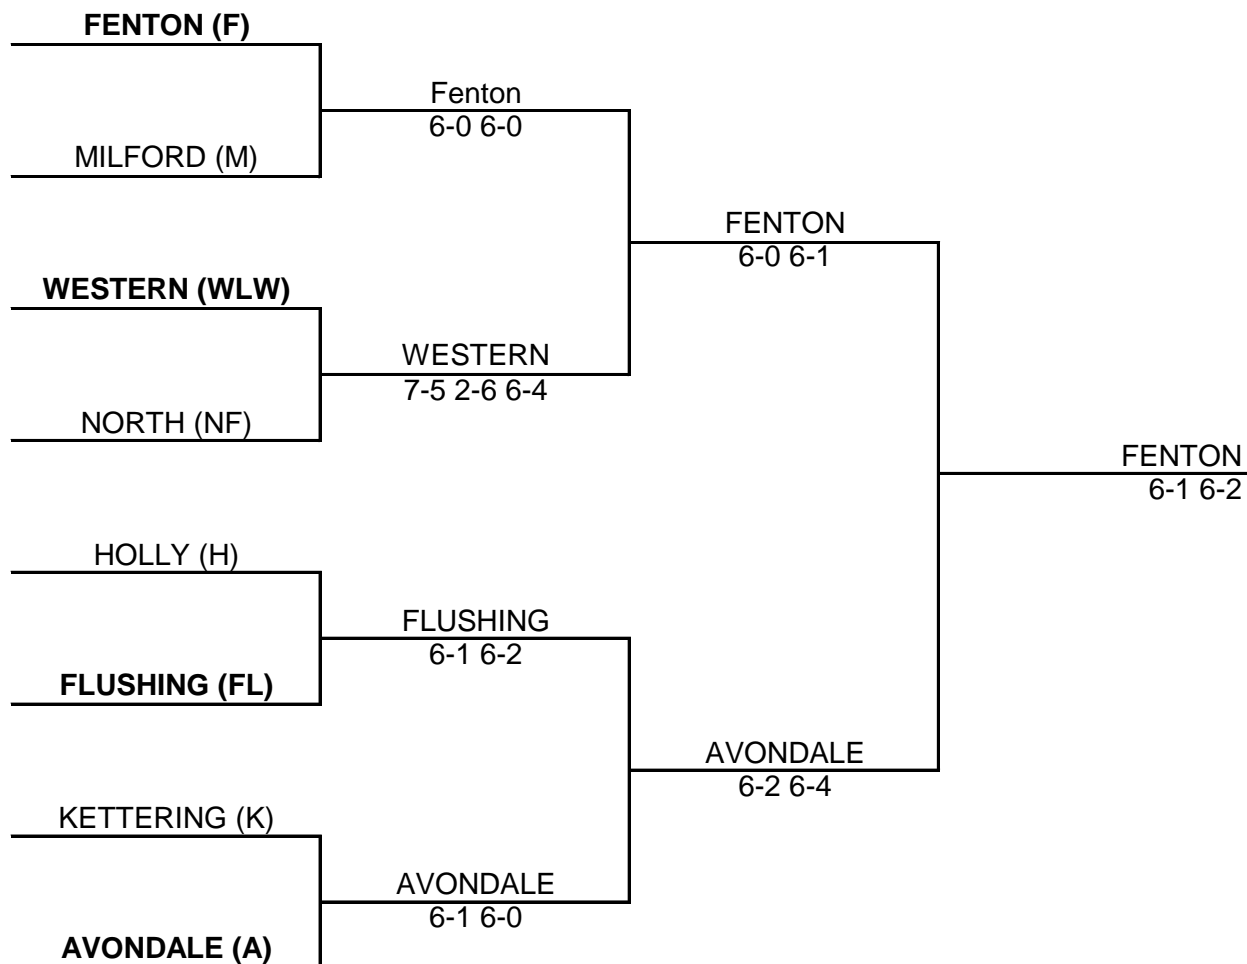 FENTON (F)
Fenton
6-0 6-0
MILFORD (M)
FENTON
6-0 6-1
WESTERN (WLW)
WESTERN
7-5 2-6 6-4
NORTH (NF)
FENTON
6-1 6-2
HOLLY (H)
FLUSHING
6-1 6-2
FLUSHING (FL)
AVONDALE
6-2 6-4
KETTERING (K)
AVONDALE
6-1 6-0
AVONDALE (A)